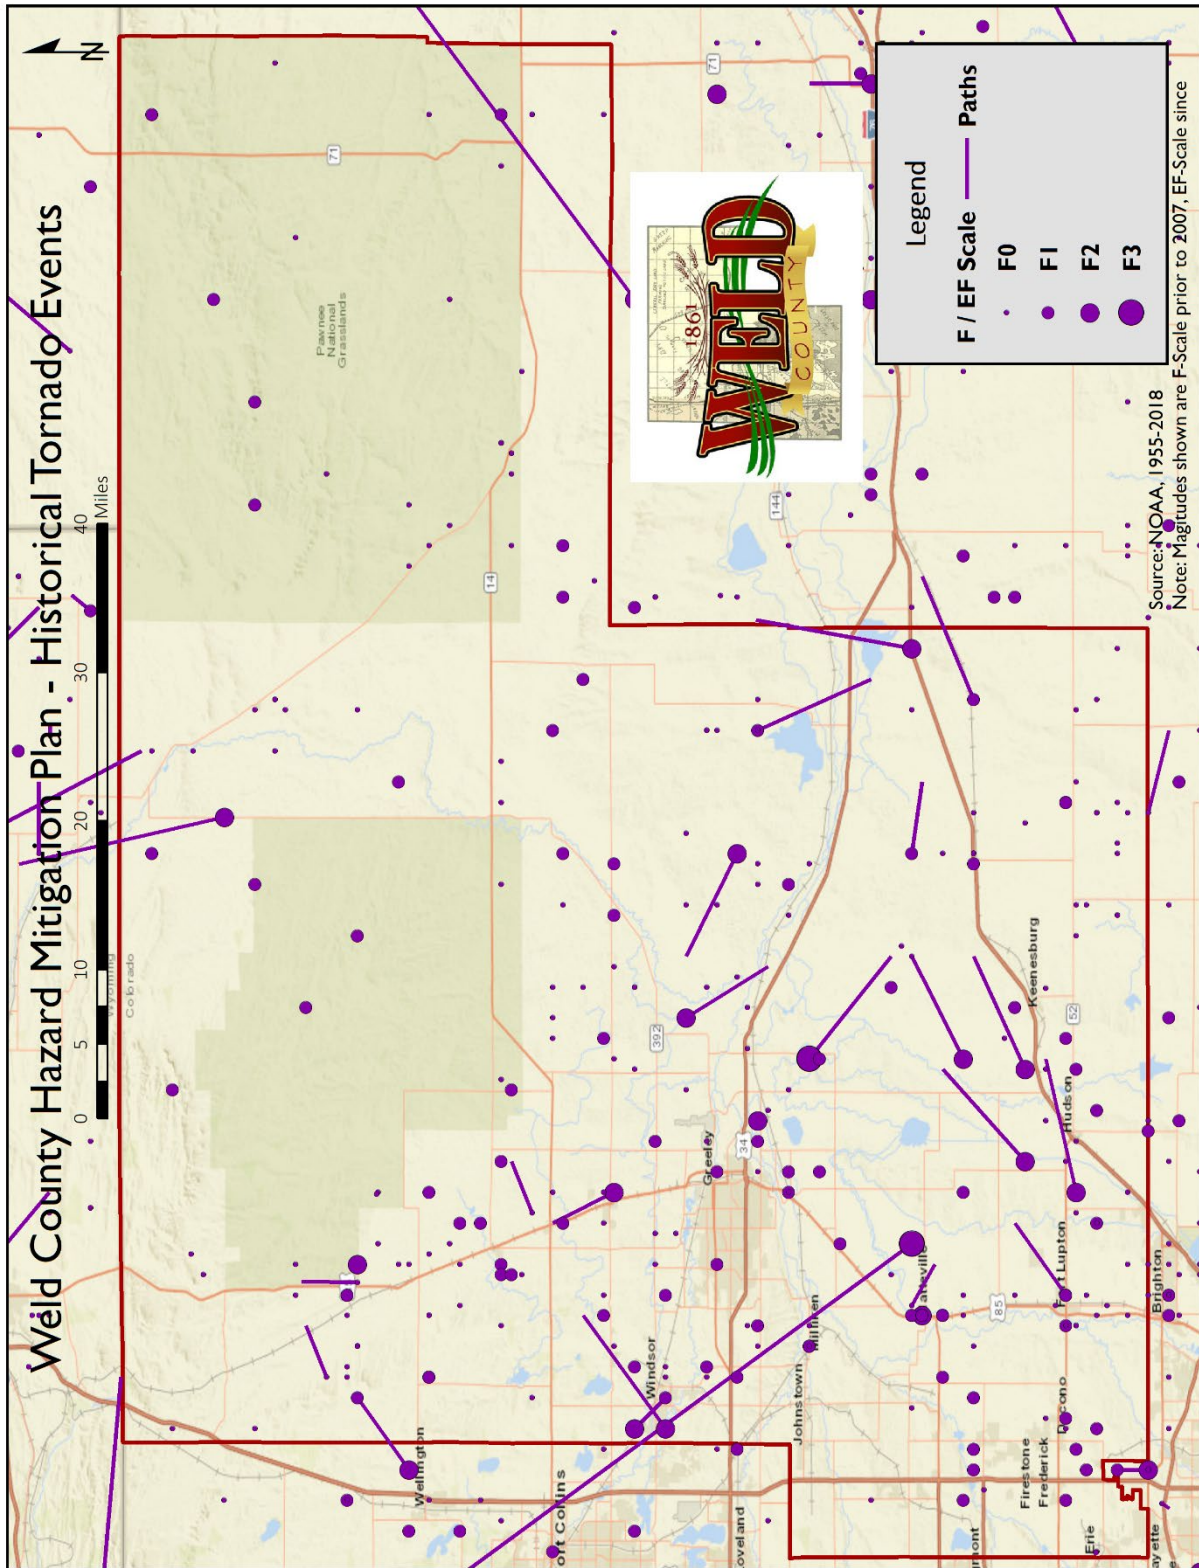 Weld County Hazard Mitigation Plan - Historical Tornado Events
N
0 5 10 20 30 40
Miles
Wyoming
Colorado
Pawnee
National
Grasslands
71
71
14
144
392
34
85
52
Wellington
Fort Collins
Windsor
Greeley
Loveland
Johnstown
Milliken
Platteville
Keenesburg
Hudson
Fort Lupton
Brighton
Firestone
Frederick
Dacono
Erie
1861
WELD
COUNTY
Legend
F / EF Scale
Paths
F0
F1
F2
F3
Source: NOAA, 1955-2018
Note: Magitudes shown are F-Scale prior to 2007, EF-Scale since